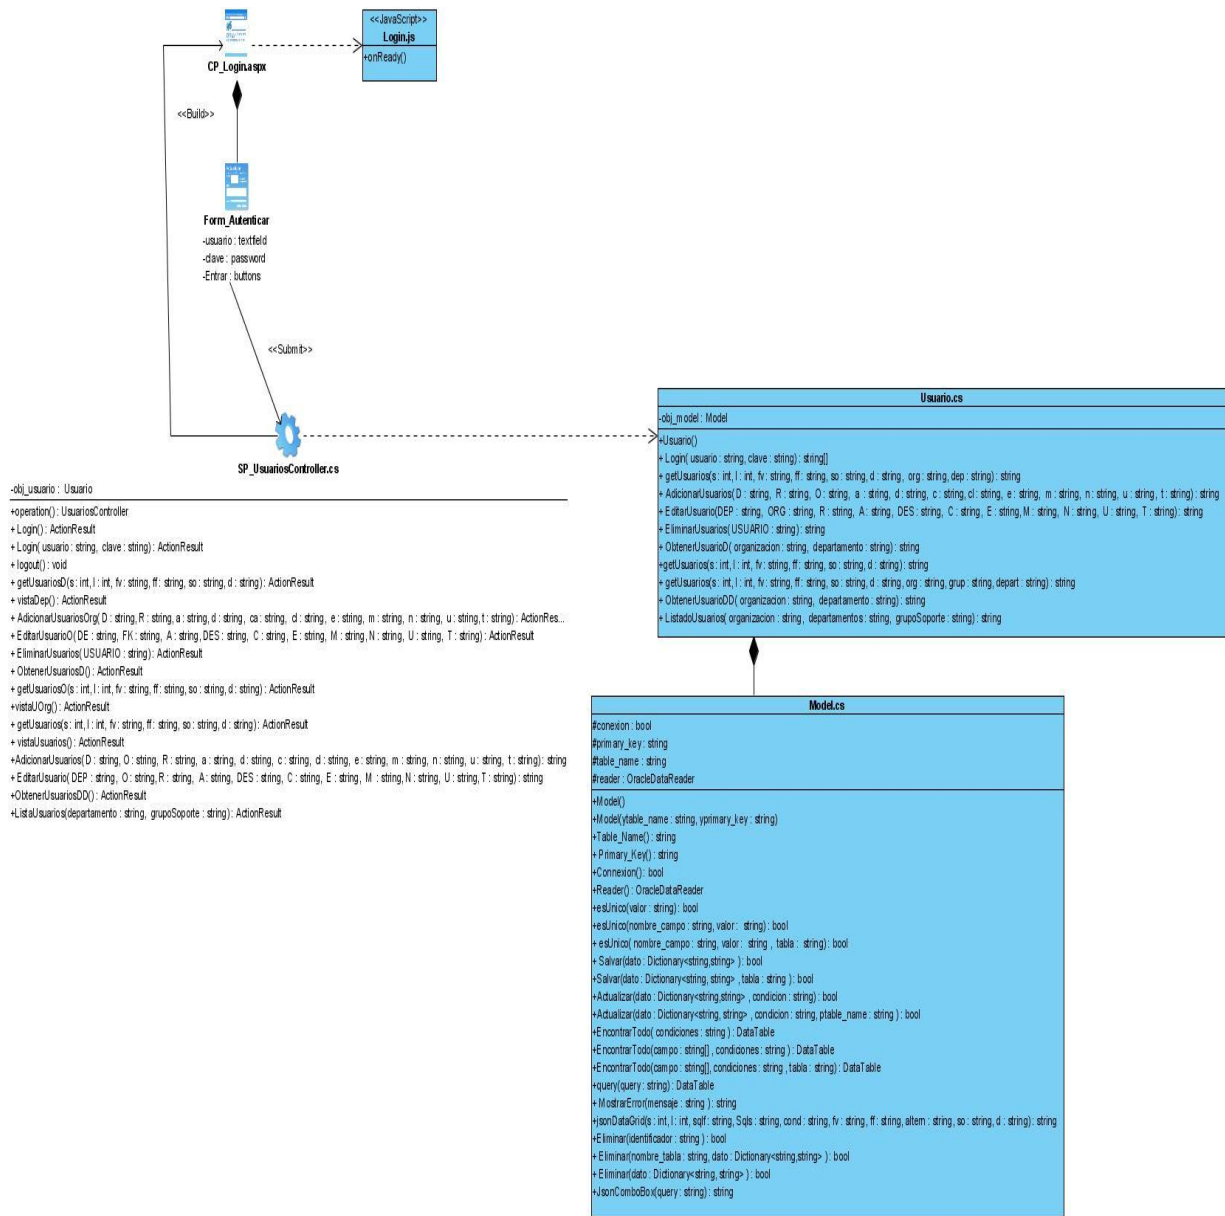 <<JavaScript>>
Login.js
+onReady()
CP_Login.aspx
<<Build>>
Form_Autenticar
-usuario : textfield
-clave : password
-Entrar : buttons
<<Submit>>
SP_UsuariosController.cs
-obj_usuario : Usuario
+operation() : UsuariosController
+ Login() : ActionResult
+ Login( usuario : string, clave : string) : ActionResult
+ logout() : void
+ getUsuariosD(s : int, l : int, fv : string, ff : string, so : string, d : string) : ActionResult
+ vistaDep() : ActionResult
+ AdicionarUsuariosOrg( D : string, R : string, a : string, d : string, ca : string, d : string, e : string, m : string, n : string, u : string, t : string) : ActionRes...
+ EditarUsuarioO(DE : string, FK : string, A : string, DES : string, C : string, E : string, M : string, N : string, U : string, T : string) : ActionResult
+ EliminarUsuarios( USUARIO : string) : ActionResult
+ ObtenerUsuariosD() : ActionResult
+ getUsuariosO(s : int, l : int, fv : string, ff : string, so : string, d : string) : ActionResult
+vistaUOrg() : ActionResult
+ getUsuarios(s : int, l : int, fv : string, ff : string, so : string, d : string) : ActionResult
+ vistaUsuarios() : ActionResult
+AdicionarUsuarios( D : string, O : string, R : string, a : string, d : string, c : string, d : string, e : string, m : string, n : string, u : string, t : string) : string
+ EditarUsuario( DEP : string, O : string, R : string, A : string, DES : string, C : string, E : string, M : string, N : string, U : string, T : string) : string
+ObtenerUsuariosDD() : ActionResult
+ListaUsuarios(departamento : string, grupoSoporte : string) : ActionResult
Usuario.cs
-obj_model : Model
+Usuario()
+ Login( usuario : string, clave : string) : string[]
+ getUsuarios(s : int, l : int, fv : string, ff : string, so : string, d : string, org : string, dep : string) : string
+ AdicionarUsuarios(D : string, R : string, O : string, a : string, d : string, c : string, cl : string, e : string, m : string, n : string, u : string, t : string) : string
+ EditarUsuario(DEP : string, ORG : string, R : string, A : string, DES : string, C : string, E : string, M : string, N : string, U : string, T : string) : string
+ EliminarUsuarios( USUARIO : string) : string
+ ObtenerUsuarioD( organizacion : string, departamento : string) : string
+getUsuarios(s : int, l : int, fv : string, ff : string, so : string, d : string) : string
+ getUsuarios(s : int, l : int, fv : string, ff : string, so : string, d : string, org : string, grup : string, depart : string) : string
+ ObtenerUsuarioDD( organizacion : string, departamento : string) : string
+ ListadoUsuarios( organizacion : string, departamentos : string, grupoSoporte : string) : string
Model.cs
#conexion : bool
#primary_key : string
#table_name : string
#reader : OracleDataReader
+Model()
+Model(ytable_name : string, yprimary_key : string)
+Table_Name() : string
+ Primary_Key() : string
+Connexion() : bool
+Reader() : OracleDataReader
+esUnico(valor : string) : bool
+esUnico(nombre_campo : string, valor : string) : bool
+ esUnico( nombre_campo : string, valor : string , tabla : string) : bool
+ Salvar(dato : Dictionary<string,string> ) : bool
+Salvar(dato : Dictionary<string, string> , tabla : string ) : bool
+Actualizar(dato : Dictionary<string,string> , condicion : string) : bool
+Actualizar(dato : Dictionary<string, string> , condicion : string, ptable_name : string ) : bool
+EncontrarTodo( condiciones : string ) : DataTable
+EncontrarTodo(campo : string[] , condiciones : string ) : DataTable
+EncontrarTodo(campo : string[], condiciones : string , tabla : string) : DataTable
+query(query : string) : DataTable
+ MostrarError(mensaje : string ) : string
+jsonDataGrid(s : int, l : int, sqlf : string, Sqls : string, cond : string, fv : string, ff : string, altern : string, so : string, d : string) : string
+Eliminar(identificador : string ) : bool
+ Eliminar(nombre_tabla : string, dato : Dictionary<string,string> ) : bool
+ Eliminar(dato : Dictionary<string, string> ) : bool
+JsonComboBox(query : string) : string